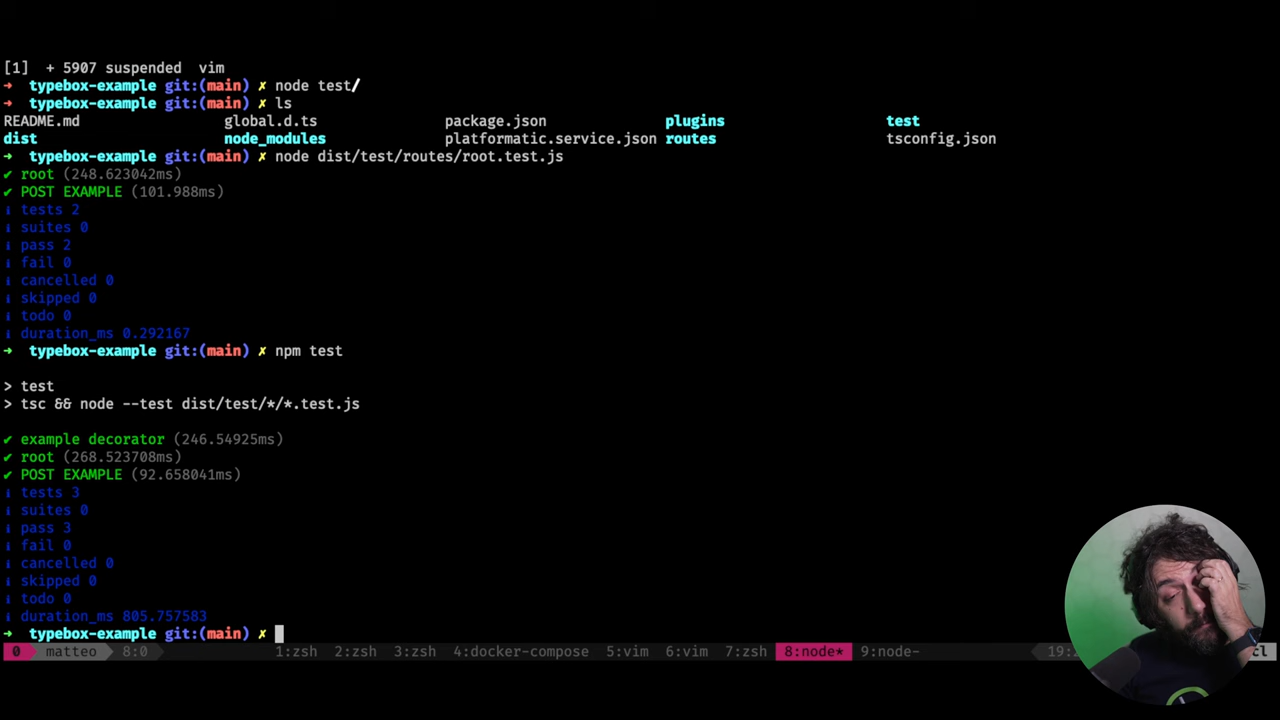 [1]  + 5907 suspended  vim
➜  typebox-example git:(main) ✗ node test/
➜  typebox-example git:(main) ✗ ls
README.md global.d.ts package.json plugins test
dist node_modules platformatic.service.json routes tsconfig.json
➜  typebox-example git:(main) ✗ node dist/test/routes/root.test.js
✔ root (248.623042ms)
✔ POST EXAMPLE (101.988ms)
ℹ tests 2
ℹ suites 0
ℹ pass 2
ℹ fail 0
ℹ cancelled 0
ℹ skipped 0
ℹ todo 0
ℹ duration_ms 0.292167
➜  typebox-example git:(main) ✗ npm test
> test
> tsc && node --test dist/test/*/*.test.js
✔ example decorator (246.54925ms)
✔ root (268.523708ms)
✔ POST EXAMPLE (92.658041ms)
ℹ tests 3
ℹ suites 0
ℹ pass 3
ℹ fail 0
ℹ cancelled 0
ℹ skipped 0
ℹ todo 0
ℹ duration_ms 805.757583
➜  typebox-example git:(main) ✗
0 matteo 8:0 1:zsh 2:zsh 3:zsh 4:docker-compose 5:vim 6:vim 7:zsh 8:node* 9:node-